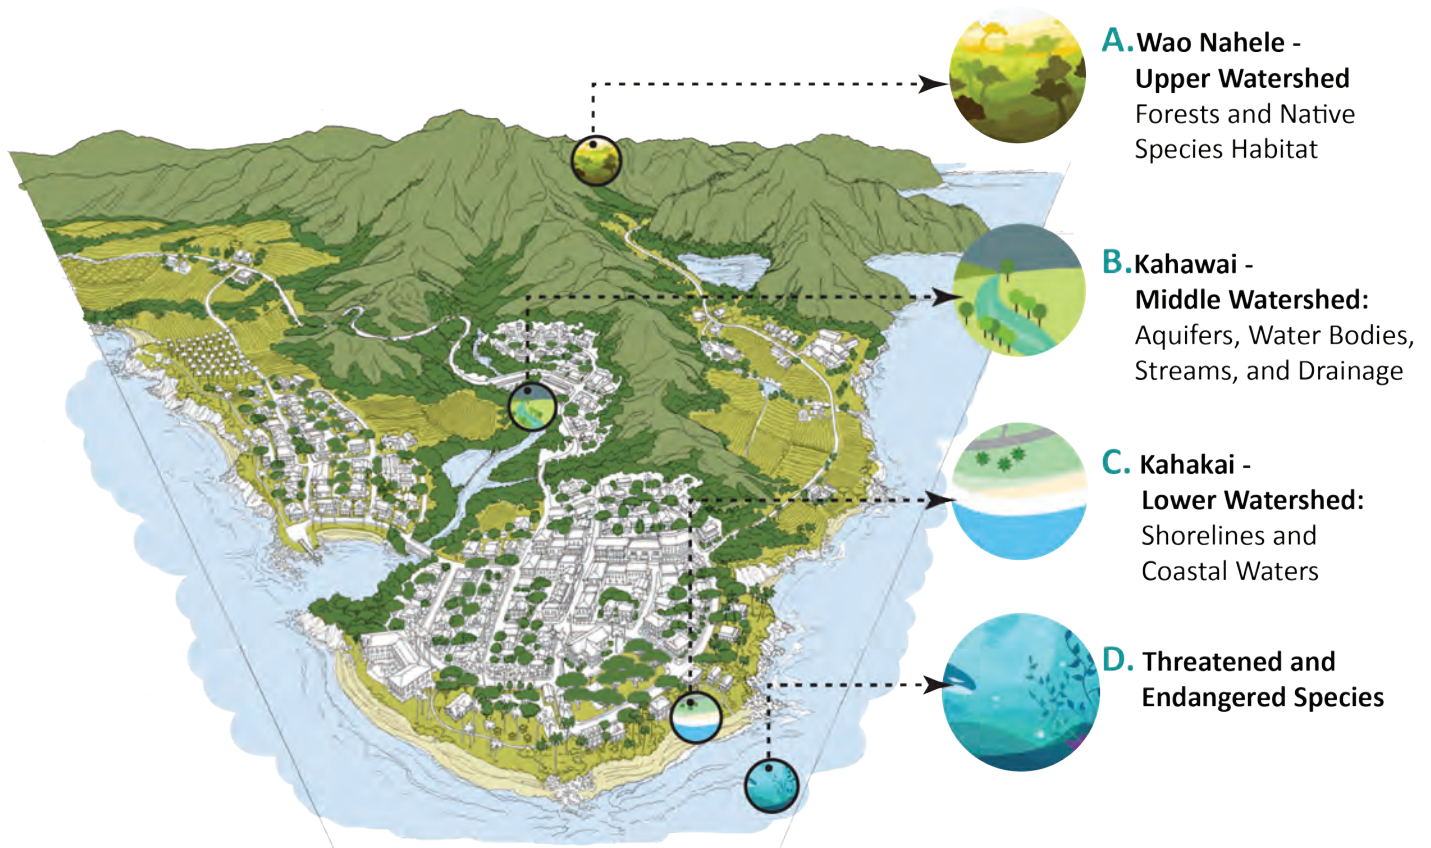 A. Wao Nahele -
Upper Watershed
Forests and Native
Species Habitat
B. Kahawai -
Middle Watershed:
Aquifers, Water Bodies,
Streams, and Drainage
C. Kahakai -
Lower Watershed:
Shorelines and
Coastal Waters
D. Threatened and
Endangered Species